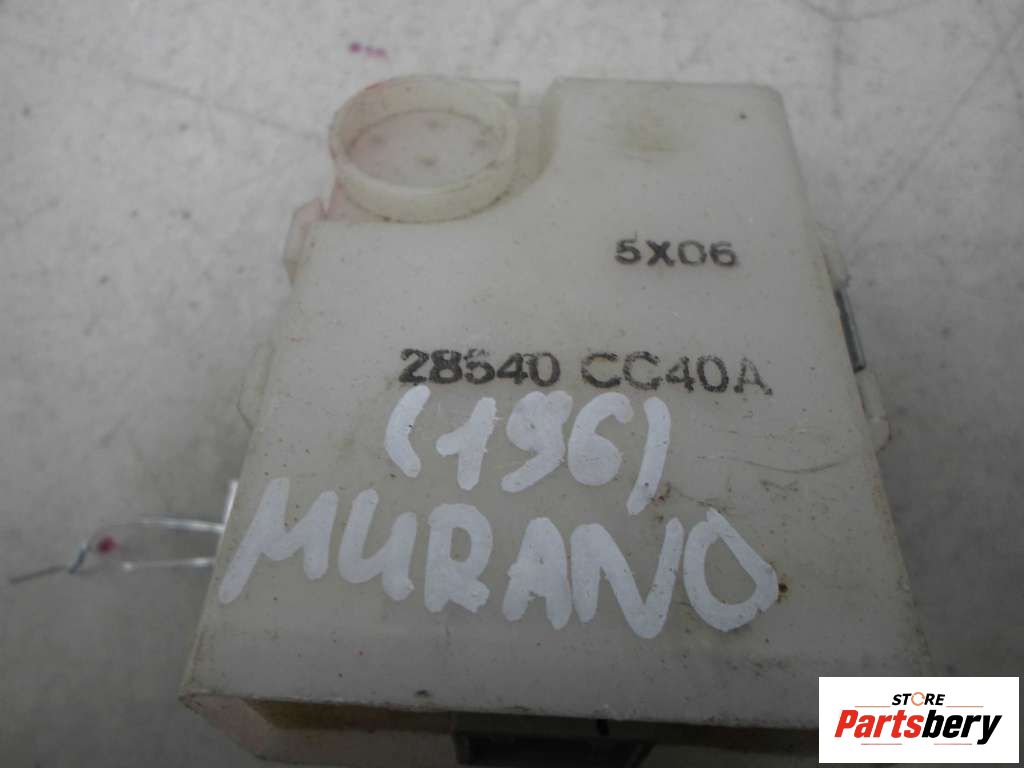 5X06
28540 CC40A
(196)
MURANO
STORE
Partsbery